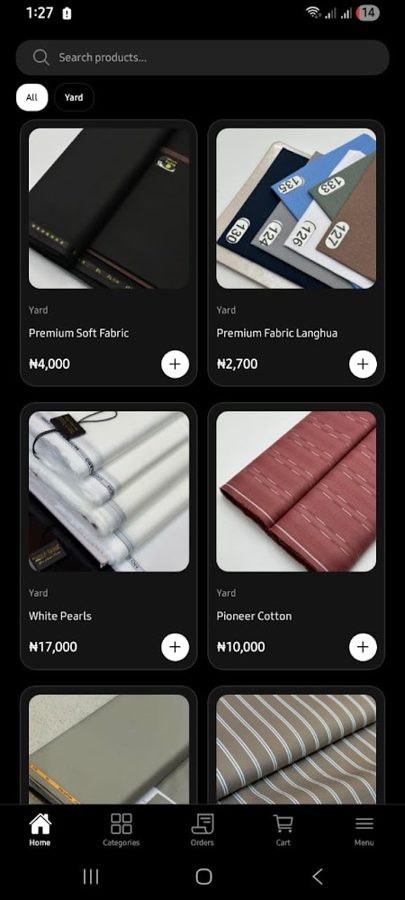 1:27
14
Search products...
All
Yard
130
124
135
126
133
127
Yard
Premium Soft Fabric
₦4,000
Yard
Premium Fabric Langhua
₦2,700
Yard
White Pearls
₦17,000
Yard
Pioneer Cotton
₦10,000
Home
Categories
Orders
Cart
Menu